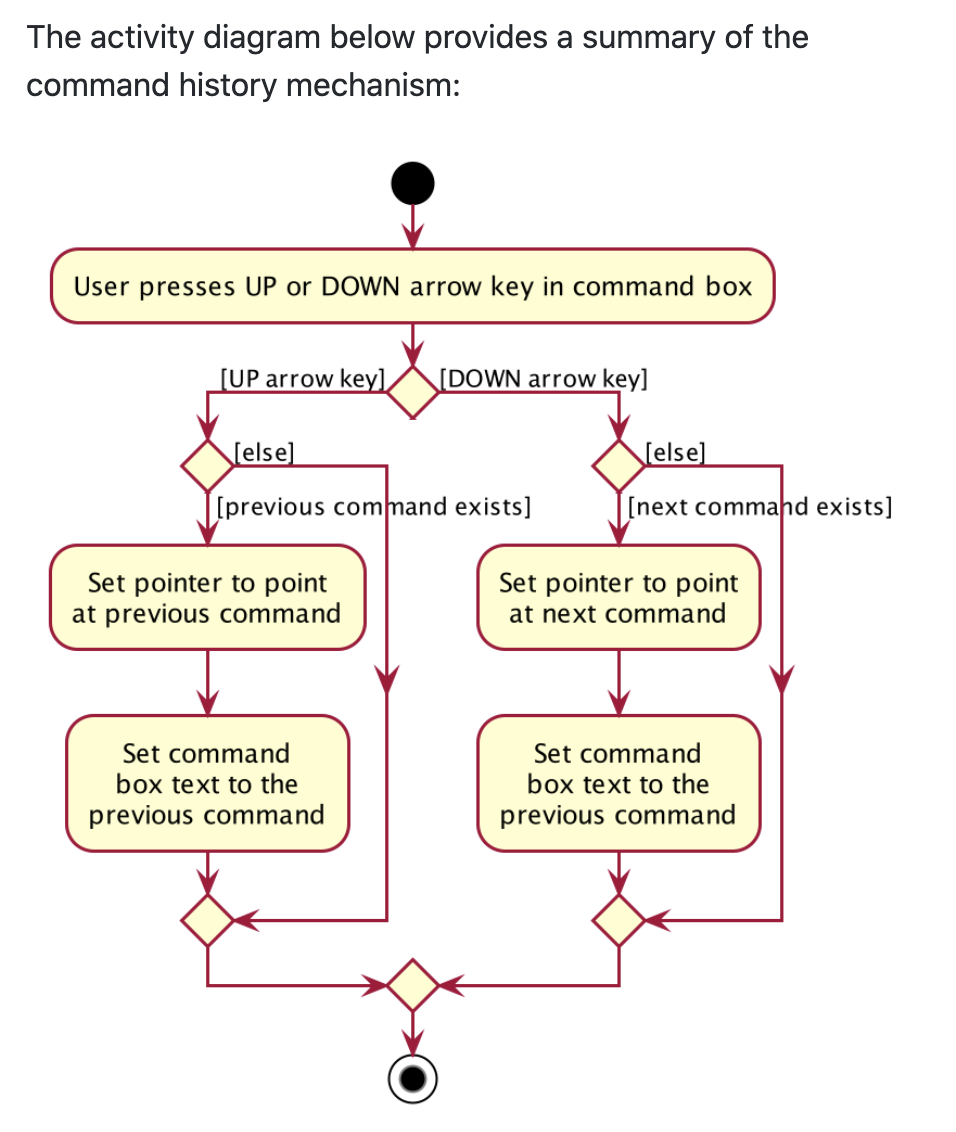 The activity diagram below provides a summary of the
command history mechanism:
User presses UP or DOWN arrow key in command box
[UP arrow key]
[DOWN arrow key]
[else]
[else]
[previous command exists]
[next command exists]
Set pointer to point
at previous command
Set pointer to point
at next command
Set command
box text to the
previous command
Set command
box text to the
previous command